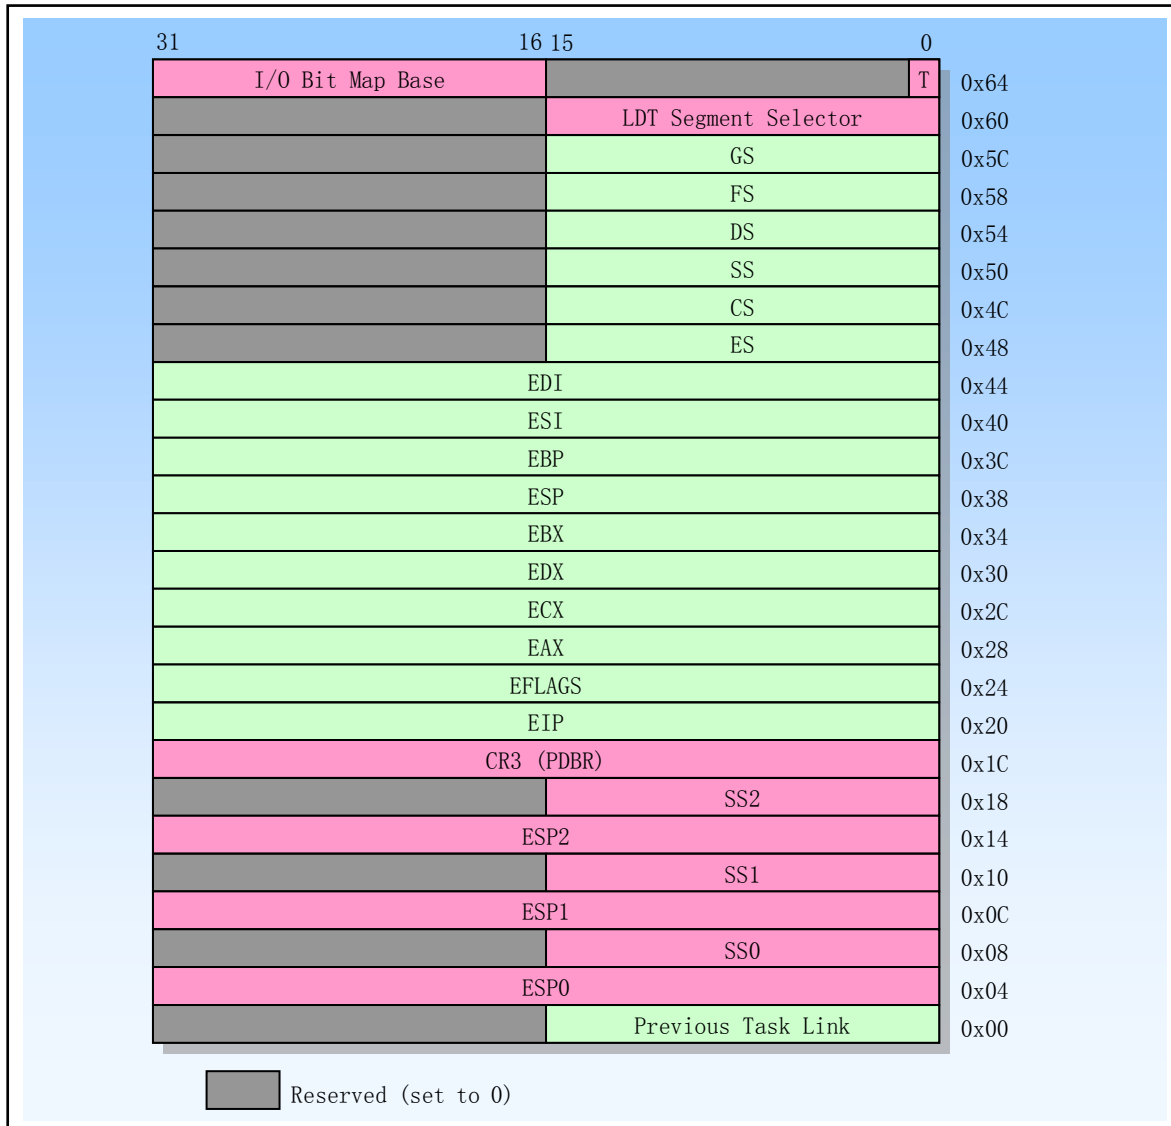 31 16 15 0
I/O Bit Map Base T 0x64
LDT Segment Selector 0x60
GS 0x5C
FS 0x58
DS 0x54
SS 0x50
CS 0x4C
ES 0x48
EDI 0x44
ESI 0x40
EBP 0x3C
ESP 0x38
EBX 0x34
EDX 0x30
ECX 0x2C
EAX 0x28
EFLAGS 0x24
EIP 0x20
CR3 (PDBR) 0x1C
SS2 0x18
ESP2 0x14
SS1 0x10
ESP1 0x0C
SS0 0x08
ESP0 0x04
Previous Task Link 0x00
Reserved (set to 0)